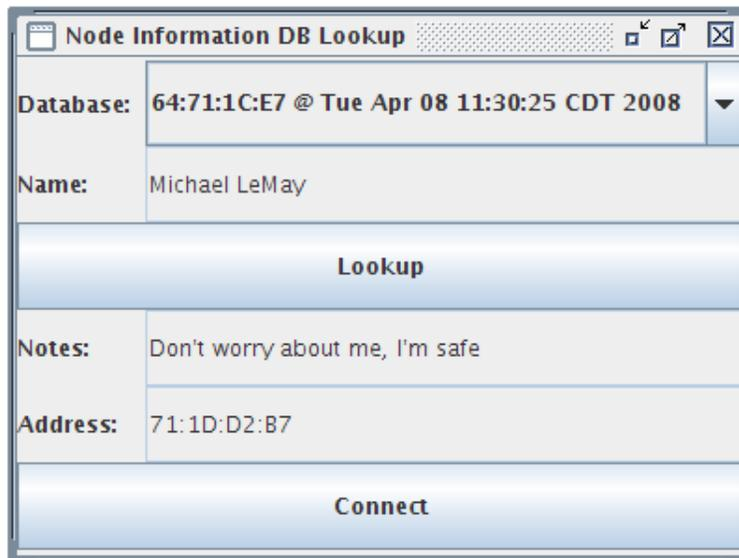 Node Information DB Lookup
Database: 64:71:1C:E7 @ Tue Apr 08 11:30:25 CDT 2008
Name: Michael LeMay
Lookup
Notes: Don't worry about me, I'm safe
Address: 71:1D:D2:B7
Connect